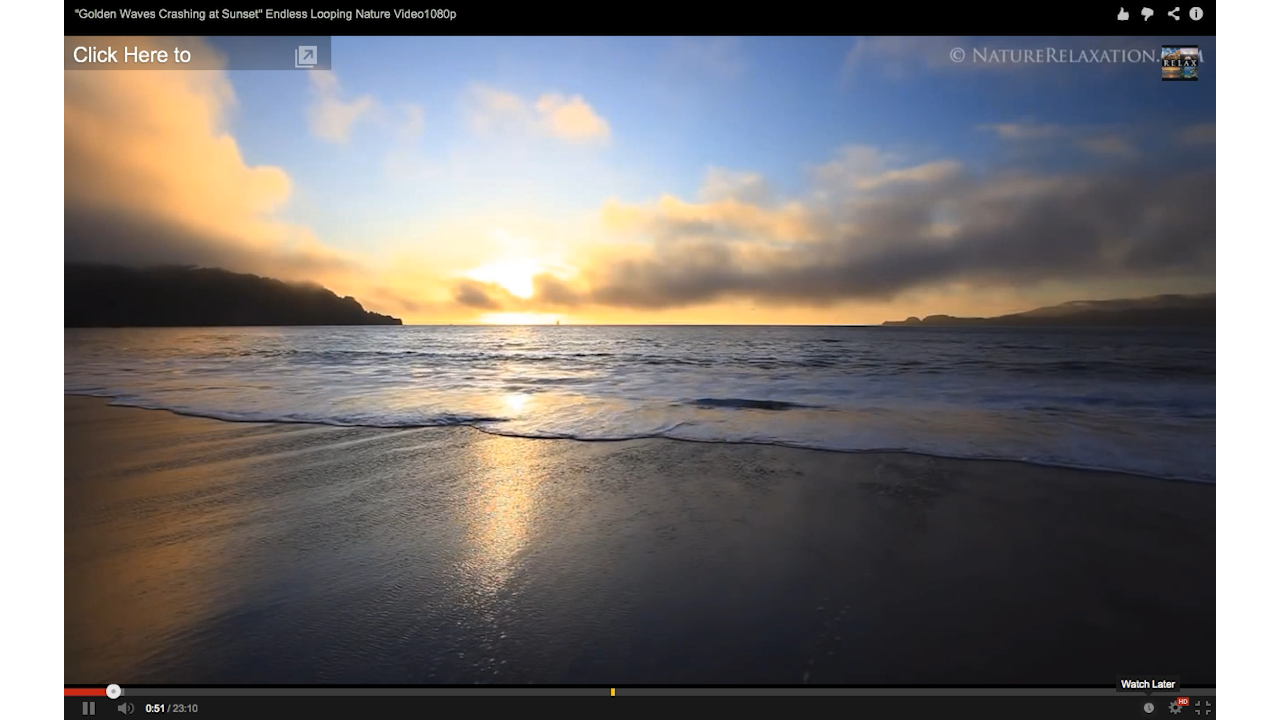 "Golden Waves Crashing at Sunset" Endless Looping Nature Video1080p
Click Here to
© NATURERELAXATION.
RELAX
Watch Later
0:51 / 23:10
HD